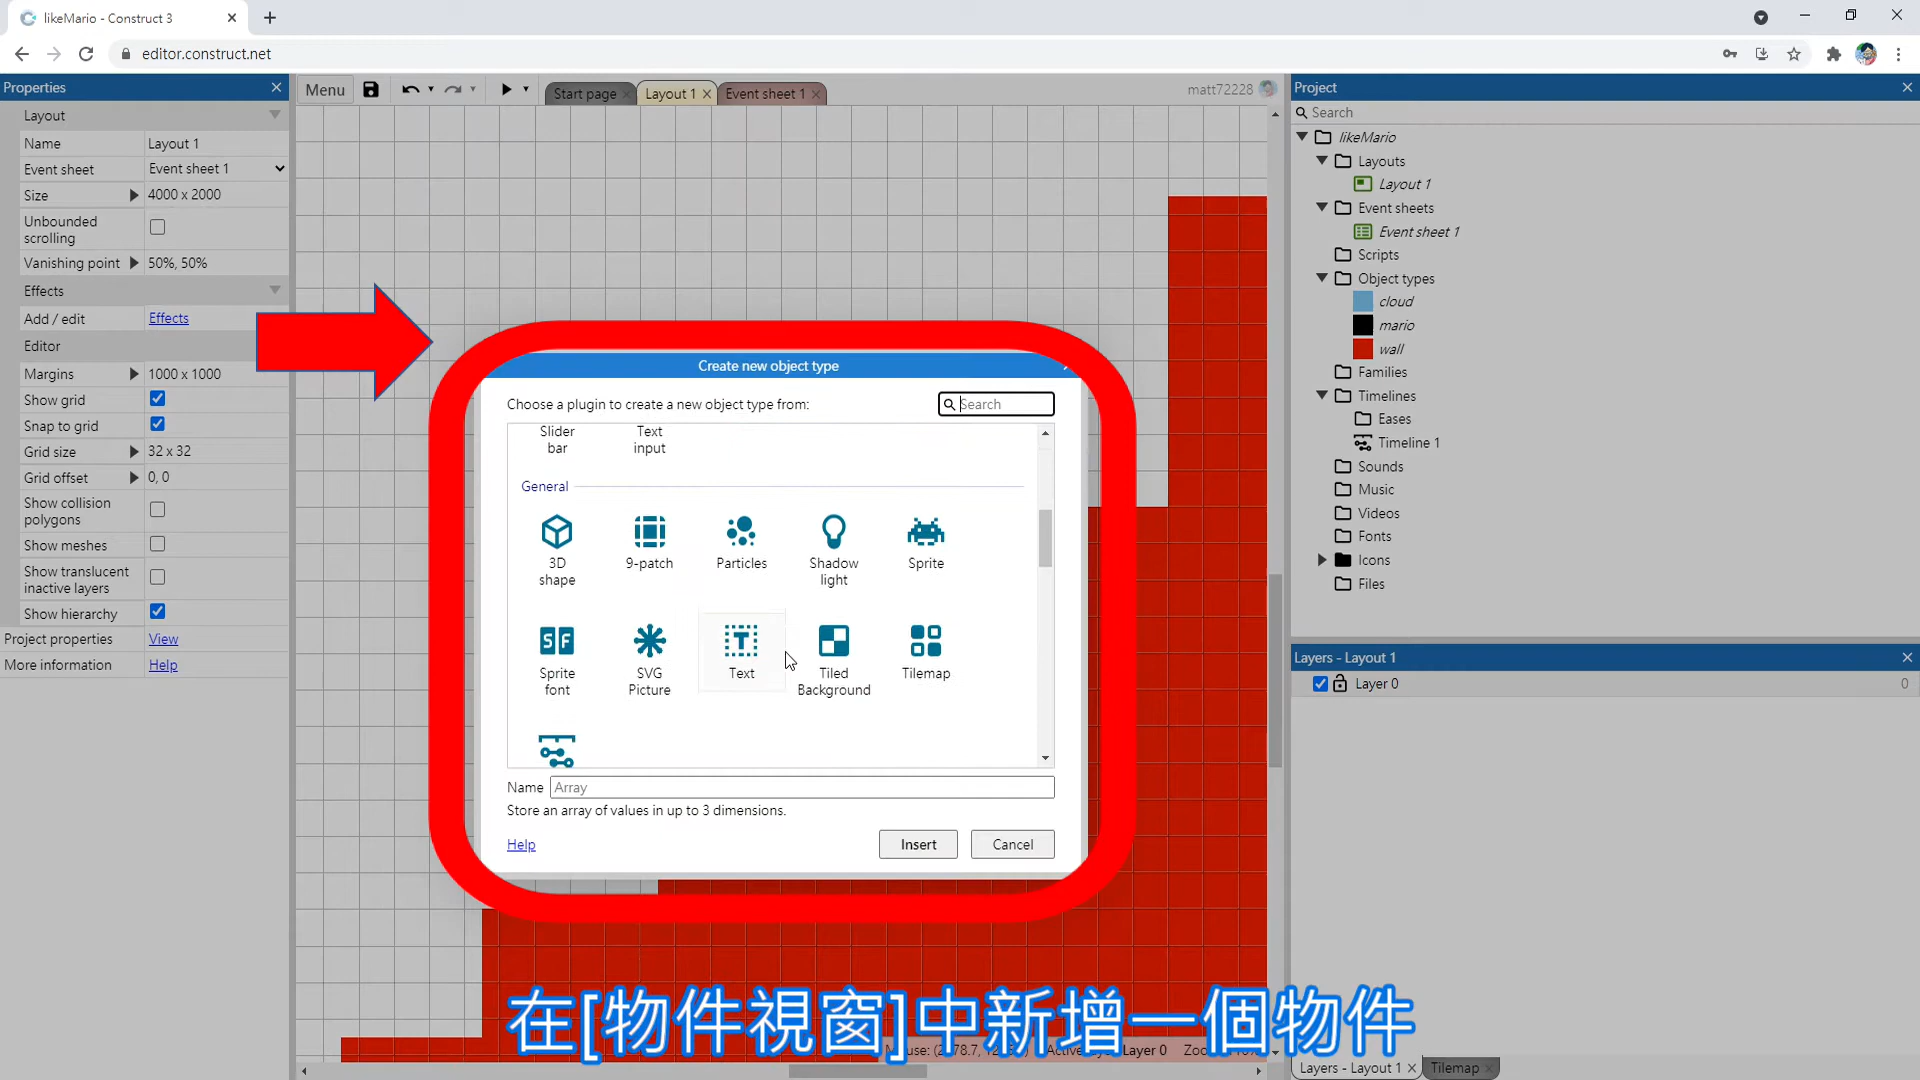 likeMario - Construct 3
editor.construct.net
Properties
Layout
Name Layout 1
Event sheet Event sheet 1
Size 4000 x 2000
Unbounded
scrolling
Vanishing point 50%, 50%
Effects
Add / edit Effects
Editor
Margins 1000 x 1000
Show grid
Snap to grid
Grid size 32 x 32
Grid offset 0, 0
Show collision
polygons
Show meshes
Show translucent
inactive layers
Show hierarchy
Project properties View
More information Help
Menu
Start page
Layout 1
Event sheet 1
matt72228
Create new object type
Choose a plugin to create a new object type from:
Search
Slider
bar
Text
input
General
3D
shape
9-patch
Particles
Shadow
light
Sprite
SF
Sprite
font
SVG
Picture
T
Text
Tiled
Background
Tilemap
Name Array
Store an array of values in up to 3 dimensions.
Help
Insert
Cancel
Project
Search
likeMario
Layouts
Layout 1
Event sheets
Event sheet 1
Scripts
Object types
cloud
mario
wall
Families
Timelines
Eases
Timeline 1
Sounds
Music
Videos
Fonts
Icons
Files
Layers - Layout 1
Layer 0 0
在[物件視窗]中新增一個物件
Layer 0
Layers - Layout 1
Tilemap